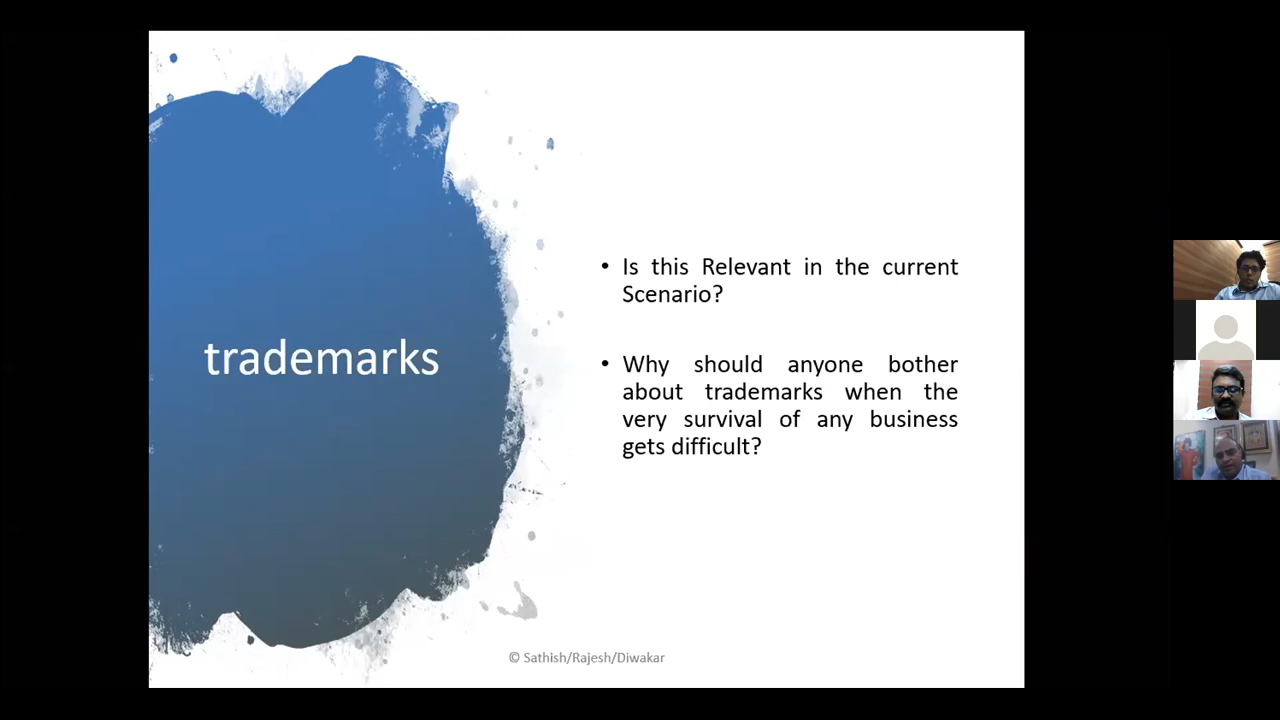 trademarks
• Is this Relevant in the current
Scenario?
• Why should anyone bother
about trademarks when the
very survival of any business
gets difficult?
© Sathish/Rajesh/Diwakar